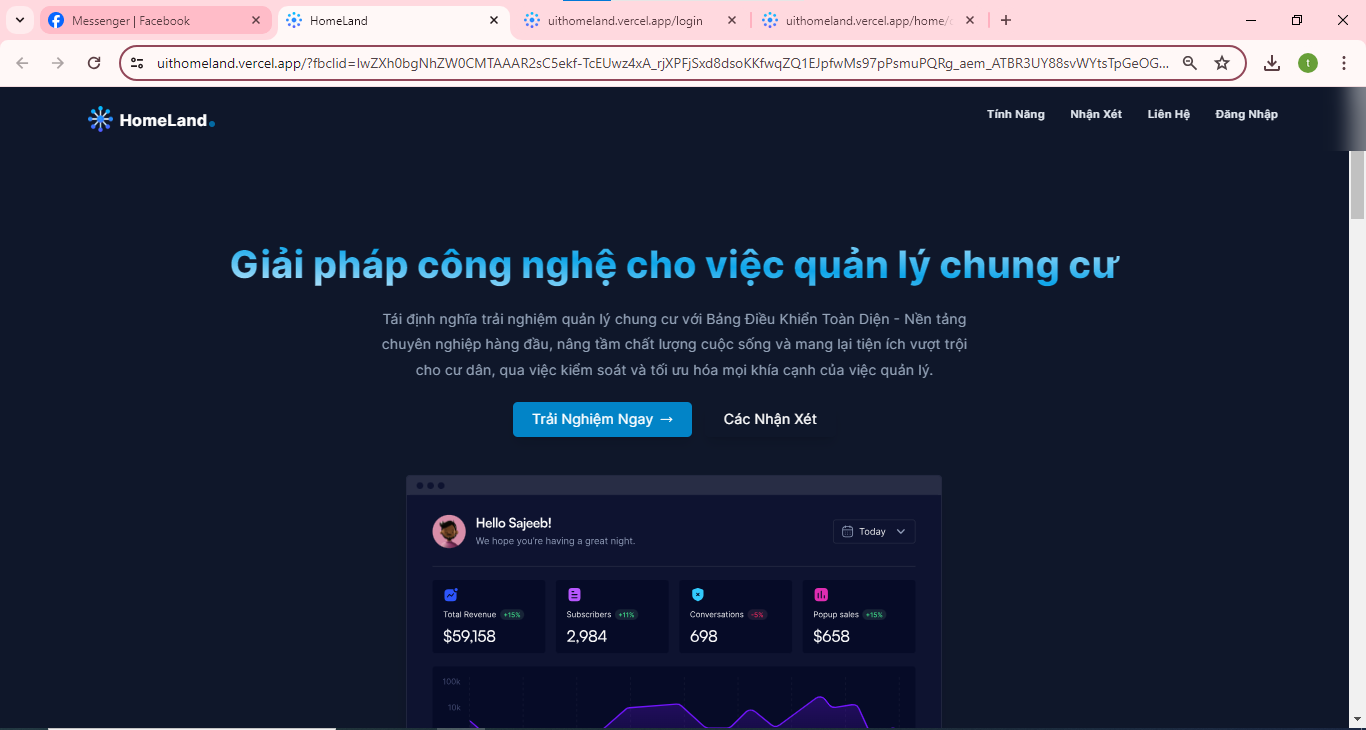 Messenger | Facebook
HomeLand
uithomeland.vercel.app/login
uithomeland.vercel.app/home/
uithomeland.vercel.app/?fbclid=IwZXh0bgNhZW0CMTAAAR2sC5ekf-TcEUwz4xA_rjXPFjSxd8dsoKKfwqZQ1EJpfwMs97pPsmuPQRg_aem_ATBR3UY88svWYtsTpGeOG...
t
HomeLand
Tính Năng
Nhận Xét
Liên Hệ
Đăng Nhập
Giải pháp công nghệ cho việc quản lý chung cư
Tái định nghĩa trải nghiệm quản lý chung cư với Bảng Điều Khiển Toàn Diện - Nền tảng
chuyên nghiệp hàng đầu, nâng tầm chất lượng cuộc sống và mang lại tiện ích vượt trội
cho cư dân, qua việc kiểm soát và tối ưu hóa mọi khía cạnh của việc quản lý.
Trải Nghiệm Ngay →
Các Nhận Xét
Hello Sajeeb!
We hope you're having a great night.
Today
Total Revenue +15%
$59,158
Subscribers +11%
2,984
Conversations -5%
698
Popup sales +15%
$658
100k
10k